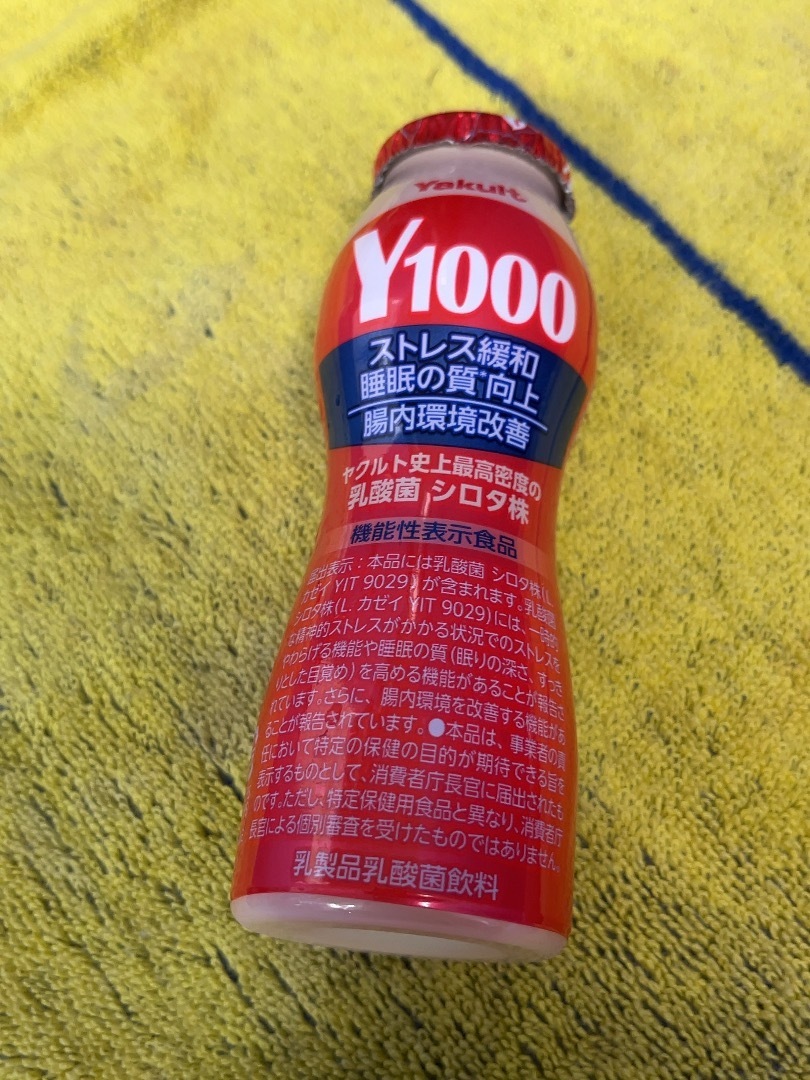 Yakult
Y1000
ストレス緩和
睡眠の質*向上
腸内環境改善
ヤクルト史上最高密度の
乳酸菌 シロタ株
機能性表示食品
届出表示：本品には乳酸菌 シロタ株(L.
カゼイ YIT 9029)が含まれます。乳酸菌
シロタ株(L. カゼイ YIT 9029)には、一時的
な精神的ストレスがかかる状況でのストレスを
やわらげる機能や睡眠の質(眠りの深さ、すっき
りとした目覚め)を高める機能があることが報告さ
れています。さらに、腸内環境を改善する機能があ
ることが報告されています。●本品は、事業者の責
任において特定の保健の目的が期待できる旨を
表示するものとして、消費者庁長官に届出されたも
のです。ただし、特定保健用食品と異なり、消費者庁
長官による個別審査を受けたものではありません。
乳製品乳酸菌飲料